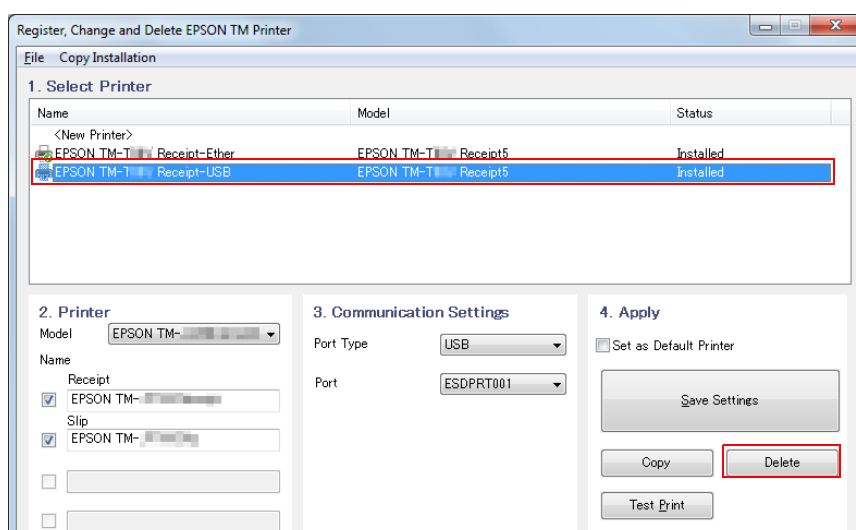 Register, Change and Delete EPSON TM Printer
File Copy Installation
1. Select Printer
Name Model Status
<New Printer>
EPSON TM-T Receipt-Ether EPSON TM-T Receipt5 Installed
EPSON TM-T Receipt-USB EPSON TM-T Receipt5 Installed
2. Printer
Model EPSON TM-
Name
Receipt
EPSON TM-
Slip
EPSON TM-
3. Communication Settings
Port Type USB
Port ESDPRT001
4. Apply
Set as Default Printer
Save Settings
Copy Delete
Test Print